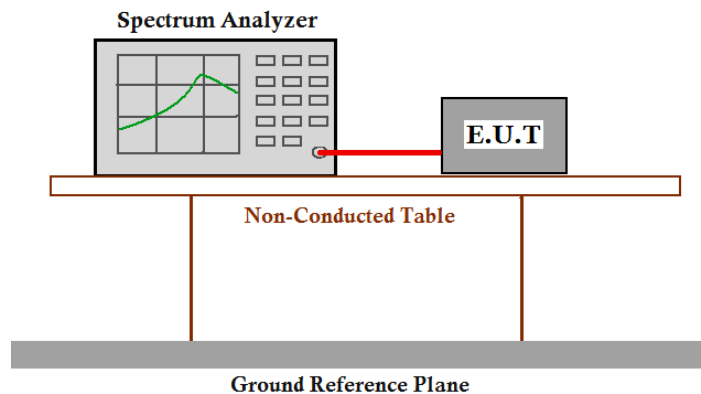 Spectrum Analyzer
E.U.T
Non-Conducted Table
Ground Reference Plane